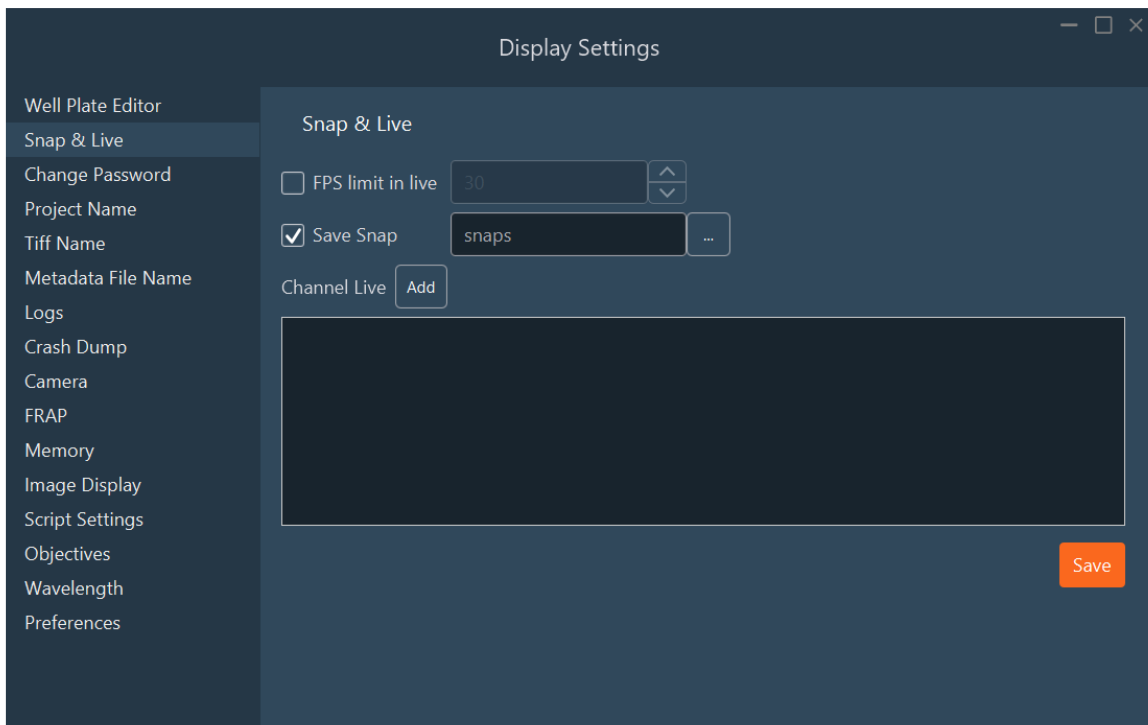 Display Settings
Well Plate Editor
Snap & Live
Change Password
Project Name
Tiff Name
Metadata File Name
Logs
Crash Dump
Camera
FRAP
Memory
Image Display
Script Settings
Objectives
Wavelength
Preferences
Snap & Live
FPS limit in live 30
Save Snap snaps ...
Channel Live Add
Save